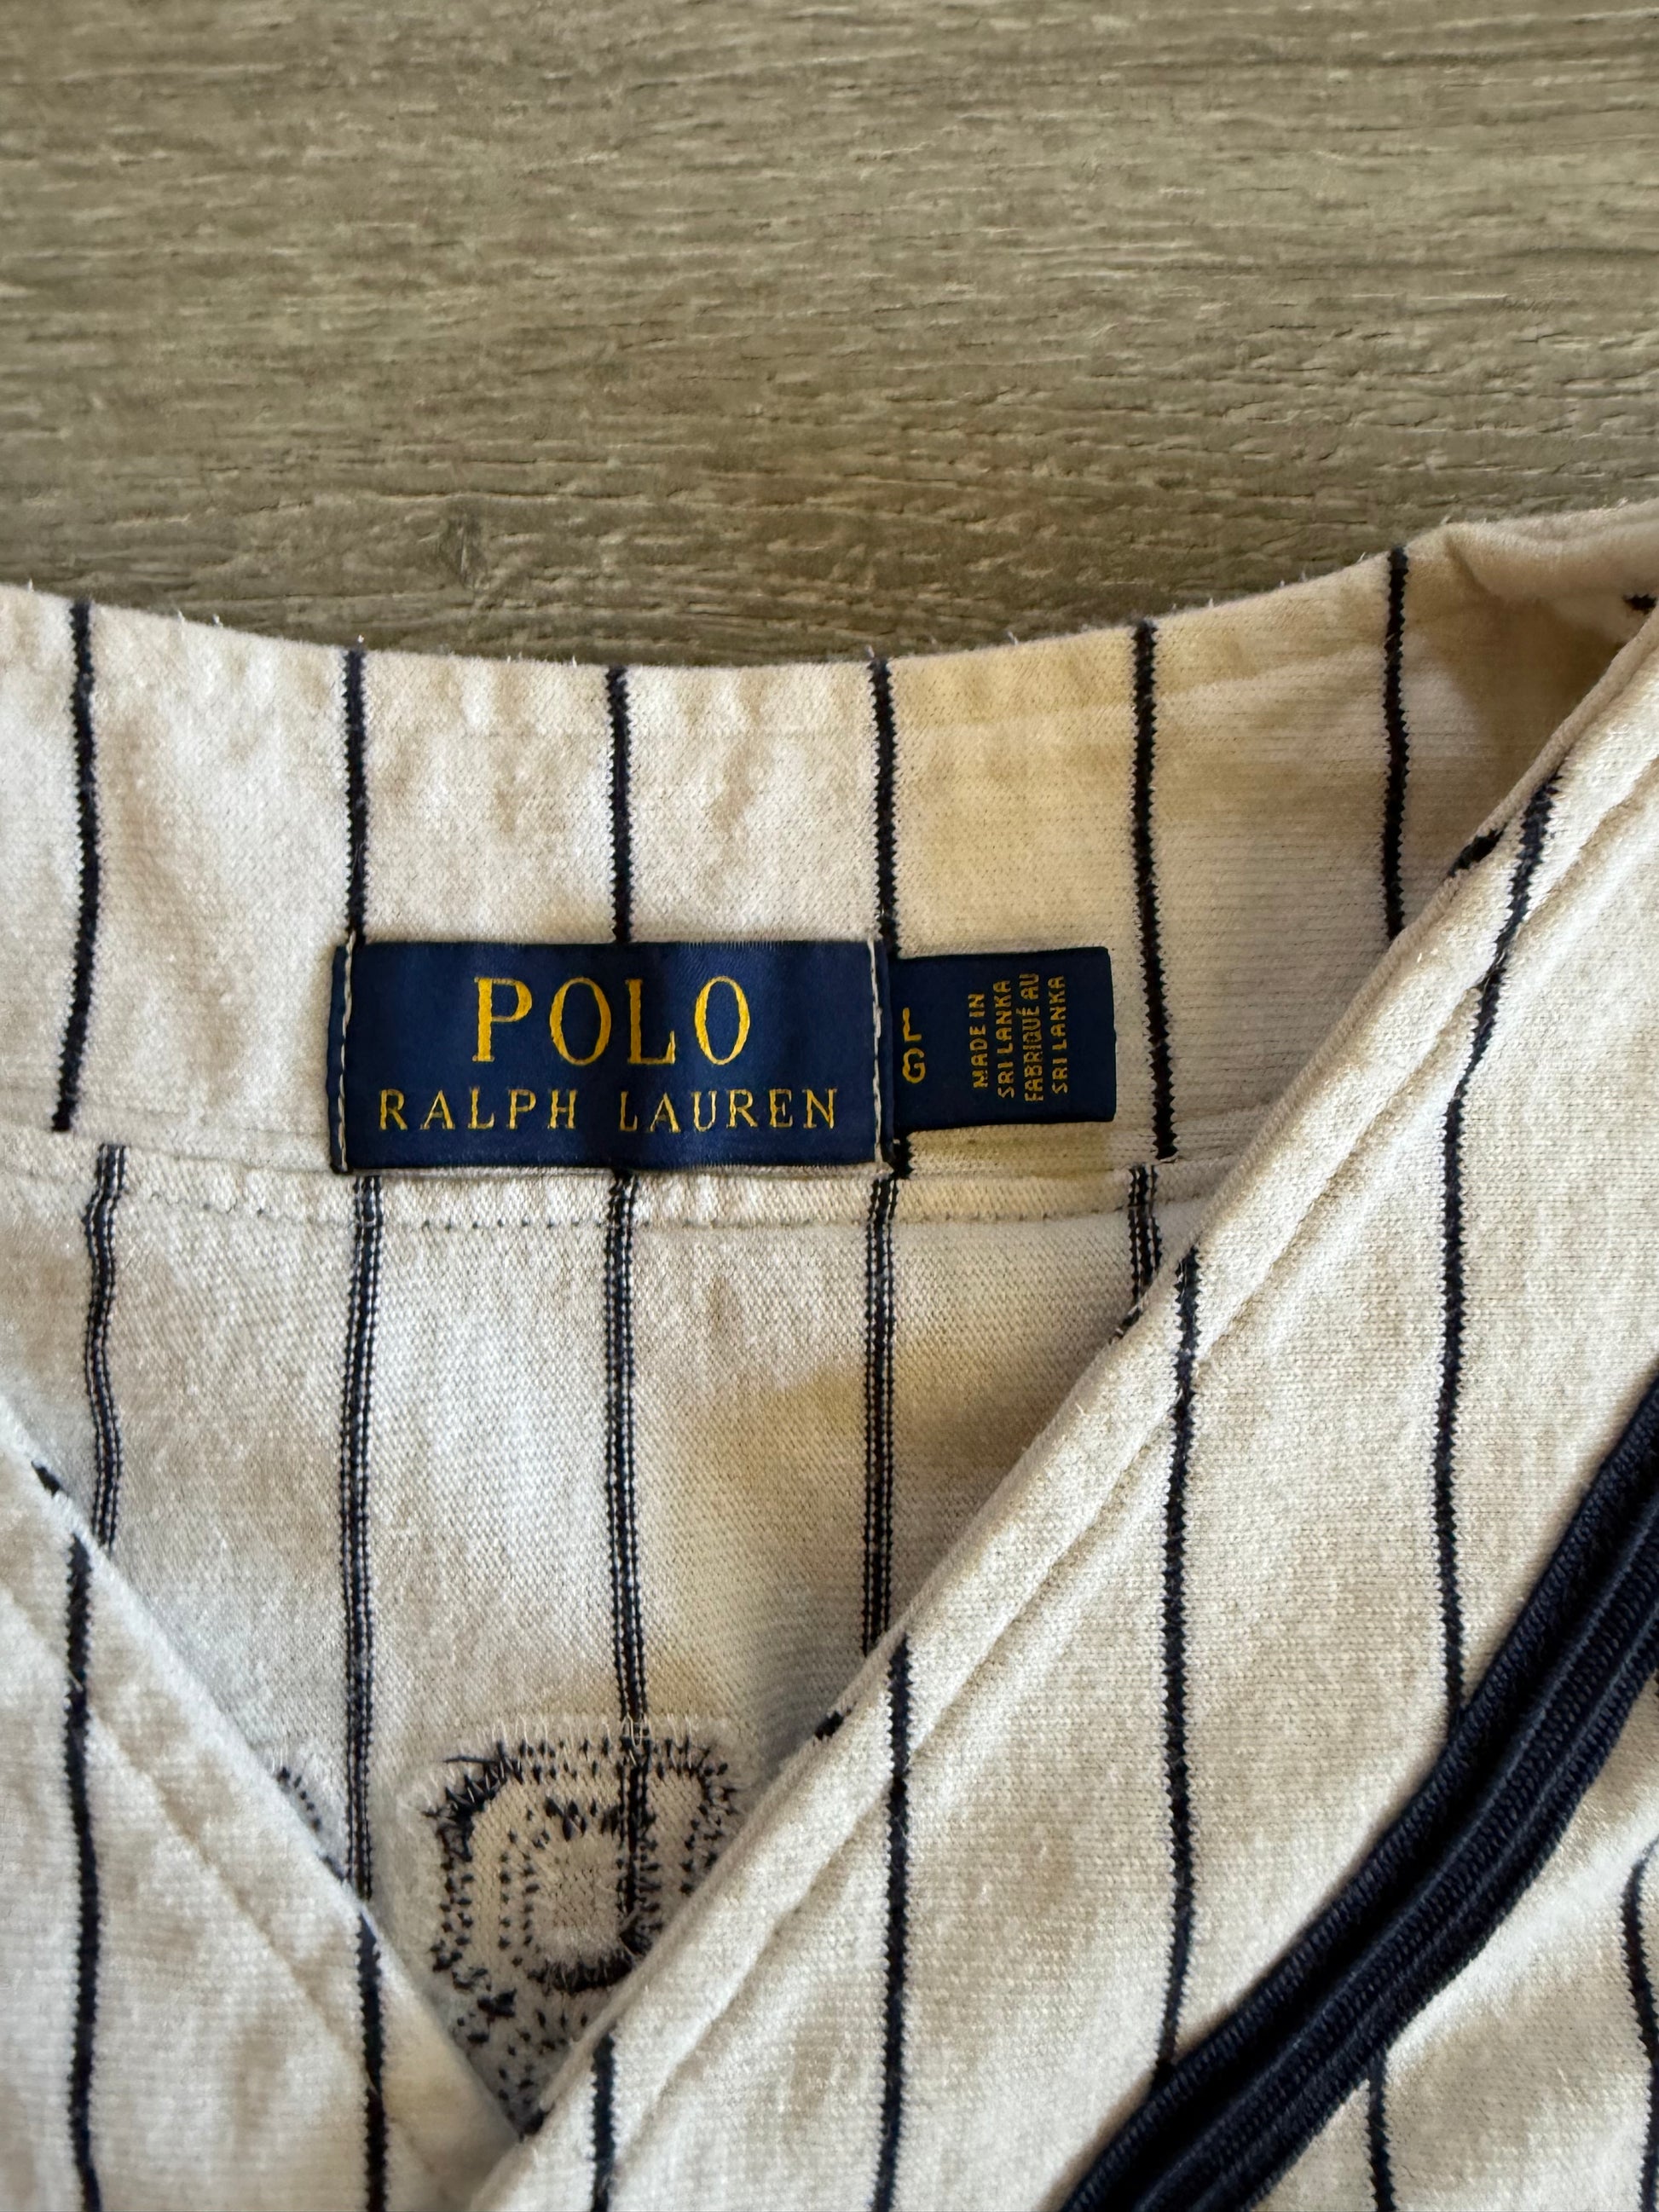 POLO
RALPH LAUREN
G L
MADE IN
SRI LANKA
FABRIQUÉ AU
SRI LANKA